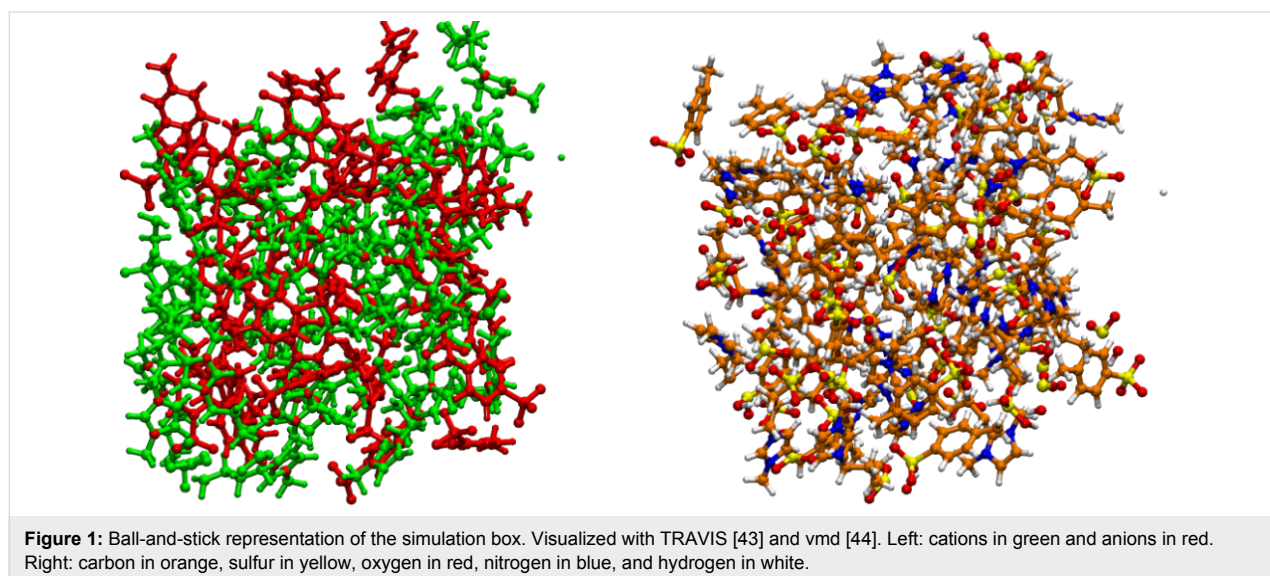 Figure 1: Ball-and-stick representation of the simulation box. Visualized with TRAVIS [43] and vmd [44]. Left: cations in green and anions in red.
Right: carbon in orange, sulfur in yellow, oxygen in red, nitrogen in blue, and hydrogen in white.